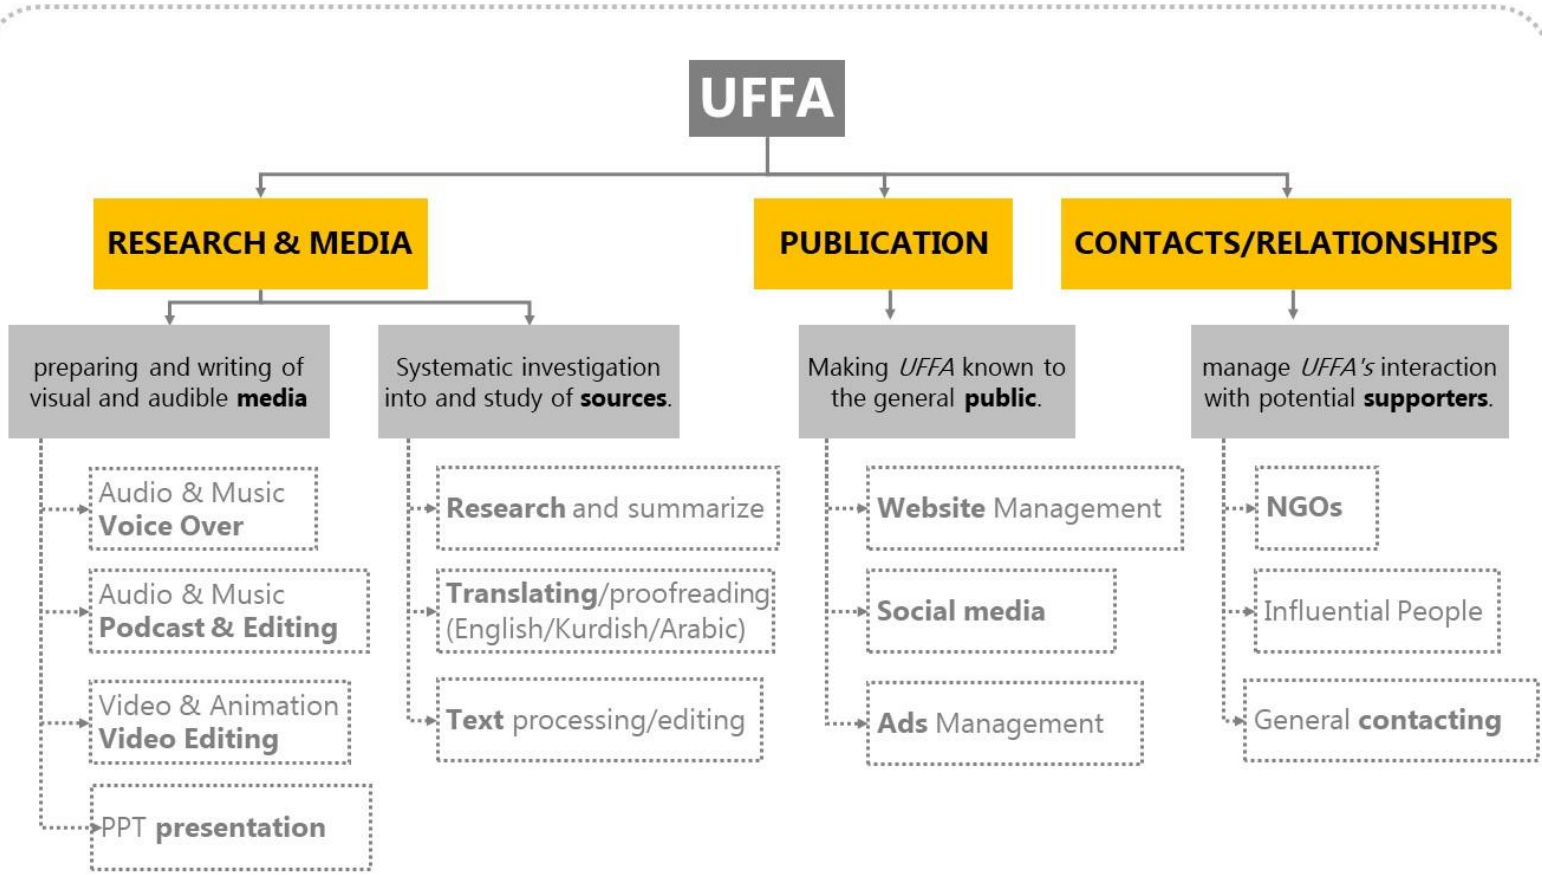 UFFA
RESEARCH & MEDIA
PUBLICATION
CONTACTS/RELATIONSHIPS
preparing and writing of
visual and audible media
Systematic investigation
into and study of sources.
Making UFFA known to
the general public.
manage UFFA's interaction
with potential supporters.
Audio & Music
Voice Over
Audio & Music
Podcast & Editing
Video & Animation
Video Editing
PPT presentation
Research and summarize
Translating/proofreading
(English/Kurdish/Arabic)
Text processing/editing
Website Management
Social media
Ads Management
NGOs
Influential People
General contacting